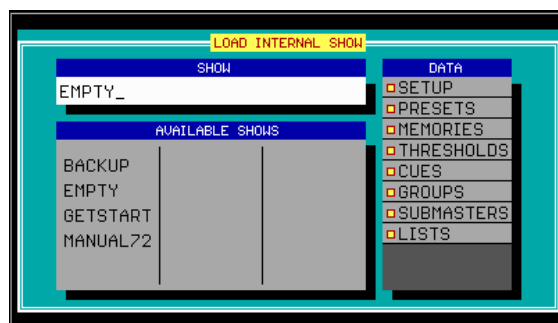 LOAD INTERNAL SHOW
SHOW
EMPTY_
AVAILABLE SHOWS
BACKUP
EMPTY
GETSTART
MANUAL72
DATA
SETUP
PRESETS
MEMORIES
THRESHOLDS
CUES
GROUPS
SUBMASTERS
LISTS